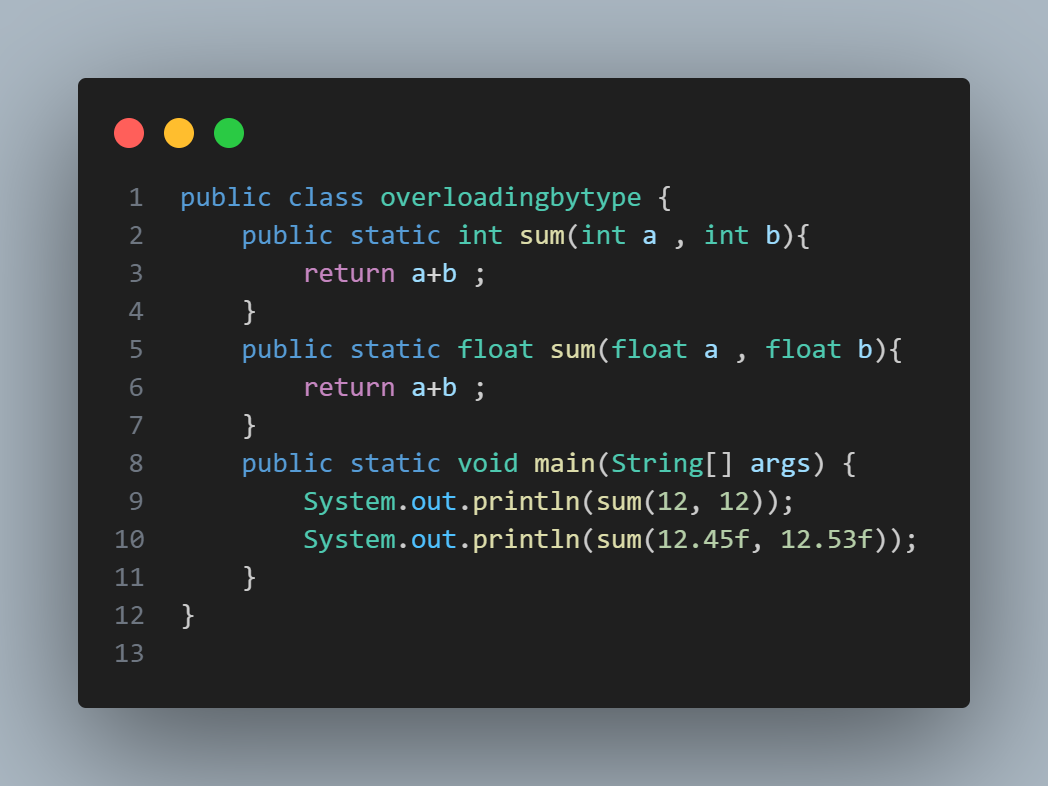 1 public class overloadingbytype {
2     public static int sum(int a , int b){
3         return a+b ;
4     }
5     public static float sum(float a , float b){
6         return a+b ;
7     }
8     public static void main(String[] args) {
9         System.out.println(sum(12, 12));
10         System.out.println(sum(12.45f, 12.53f));
11     }
12 }
13